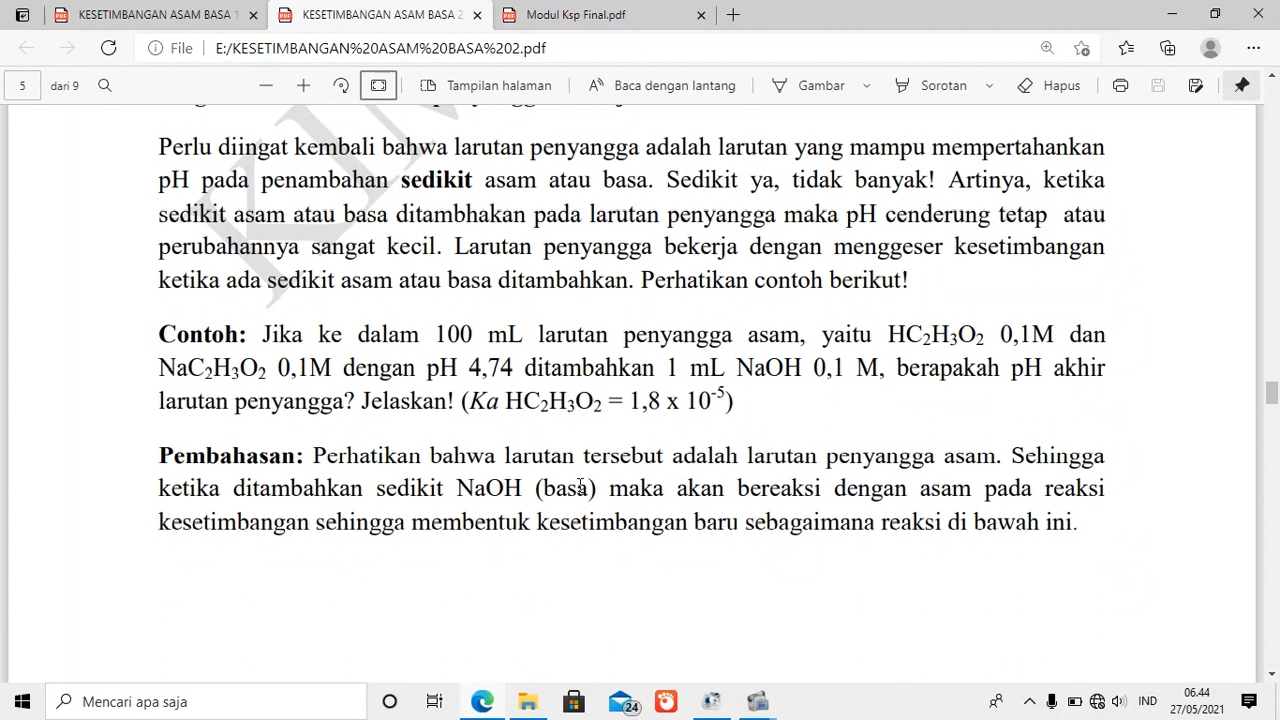 KESETIMBANGAN ASAM BASA 1
KESETIMBANGAN ASAM BASA 2
Modul Ksp Final.pdf
File
E:/KESETIMBANGAN%20ASAM%20BASA%202.pdf
5 dari 9
Tampilan halaman
Baca dengan lantang
Gambar
Sorotan
Hapus
Perlu diingat kembali bahwa larutan penyangga adalah larutan yang mampu mempertahankan
pH pada penambahan sedikit asam atau basa. Sedikit ya, tidak banyak! Artinya, ketika
sedikit asam atau basa ditambhakan pada larutan penyangga maka pH cenderung tetap atau
perubahannya sangat kecil. Larutan penyangga bekerja dengan menggeser kesetimbangan
ketika ada sedikit asam atau basa ditambahkan. Perhatikan contoh berikut!
Contoh: Jika ke dalam 100 mL larutan penyangga asam, yaitu HC₂H₃O₂ 0,1M dan
NaC₂H₃O₂ 0,1M dengan pH 4,74 ditambahkan 1 mL NaOH 0,1 M, berapakah pH akhir
larutan penyangga? Jelaskan! (Ka HC₂H₃O₂ = 1,8 x 10⁻⁵)
Pembahasan: Perhatikan bahwa larutan tersebut adalah larutan penyangga asam. Sehingga
ketika ditambahkan sedikit NaOH (basa) maka akan bereaksi dengan asam pada reaksi
kesetimbangan sehingga membentuk kesetimbangan baru sebagaimana reaksi di bawah ini.
Mencari apa saja
24
IND
06.44
27/05/2021